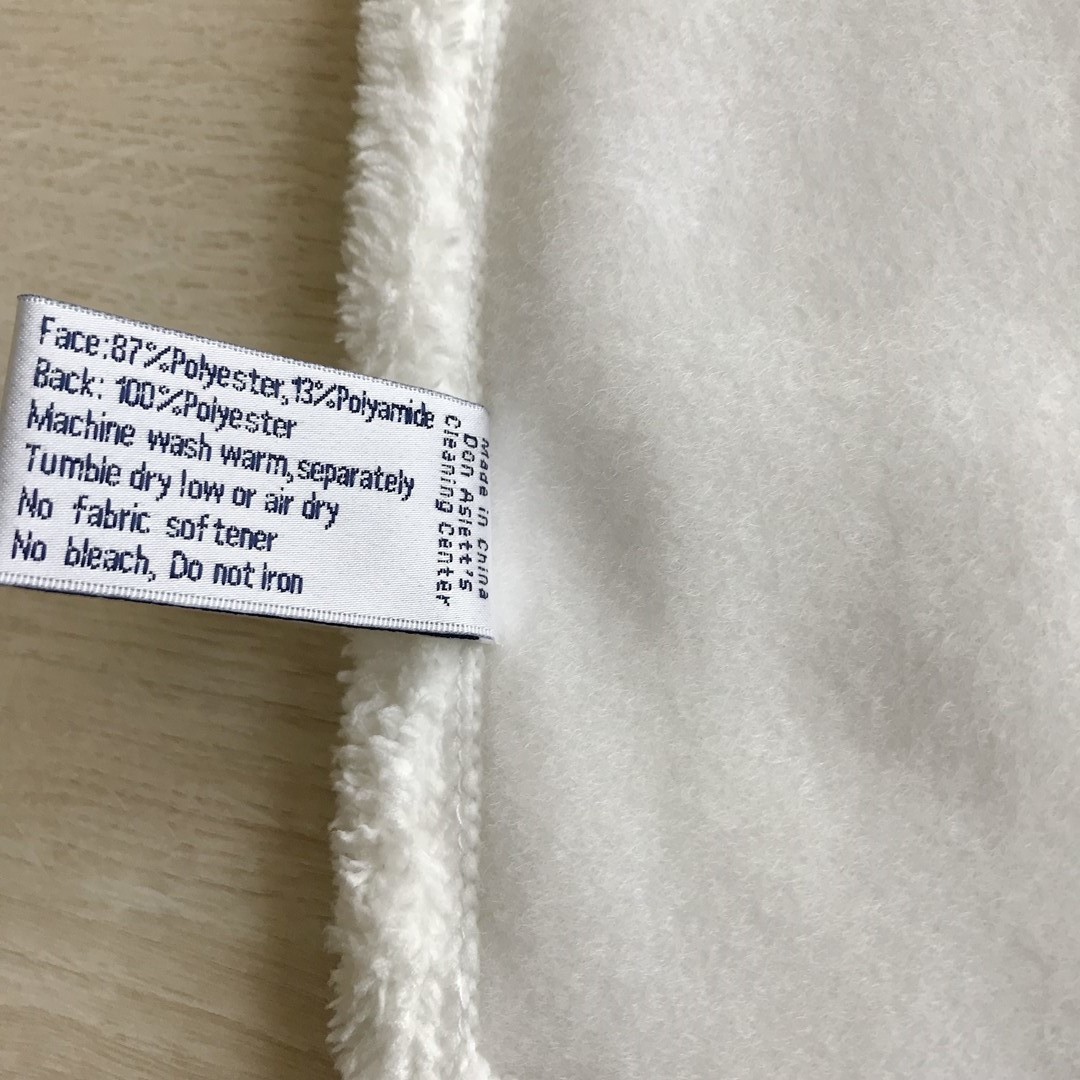 Face:87%Polyester,13%Polyamide
Back: 100%Polyester
Machine wash warm,separately
Tumble dry low or air dry
No fabric softener
No bleach, Do not iron
Made in China
Don Aslett's
Cleaning Center